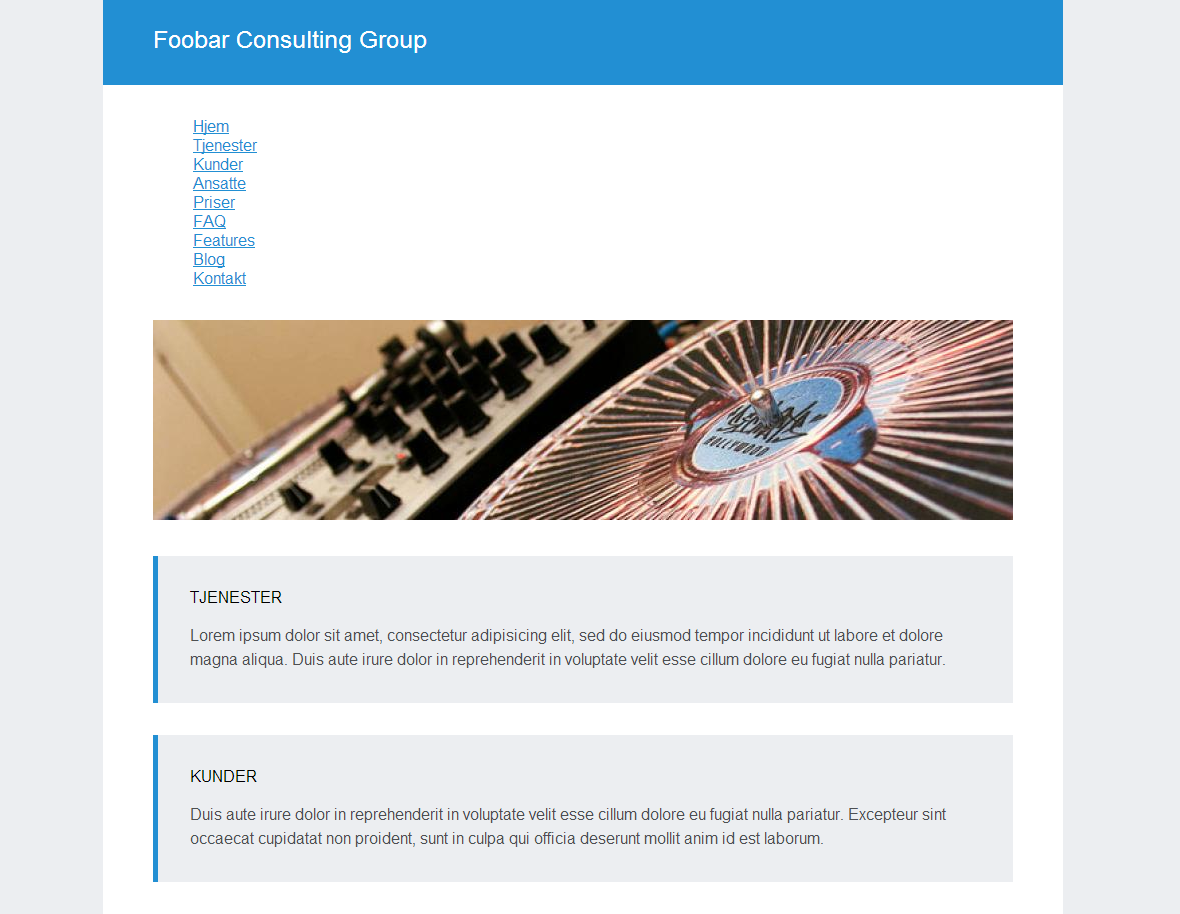 Foobar Consulting Group
Hjem
Tjenester
Kunder
Ansatte
Priser
FAQ
Features
Blog
Kontakt
HOLLYWOOD
TJENESTER
Lorem ipsum dolor sit amet, consectetur adipisicing elit, sed do eiusmod tempor incididunt ut labore et dolore
magna aliqua. Duis aute irure dolor in reprehenderit in voluptate velit esse cillum dolore eu fugiat nulla pariatur.
KUNDER
Duis aute irure dolor in reprehenderit in voluptate velit esse cillum dolore eu fugiat nulla pariatur. Excepteur sint
occaecat cupidatat non proident, sunt in culpa qui officia deserunt mollit anim id est laborum.